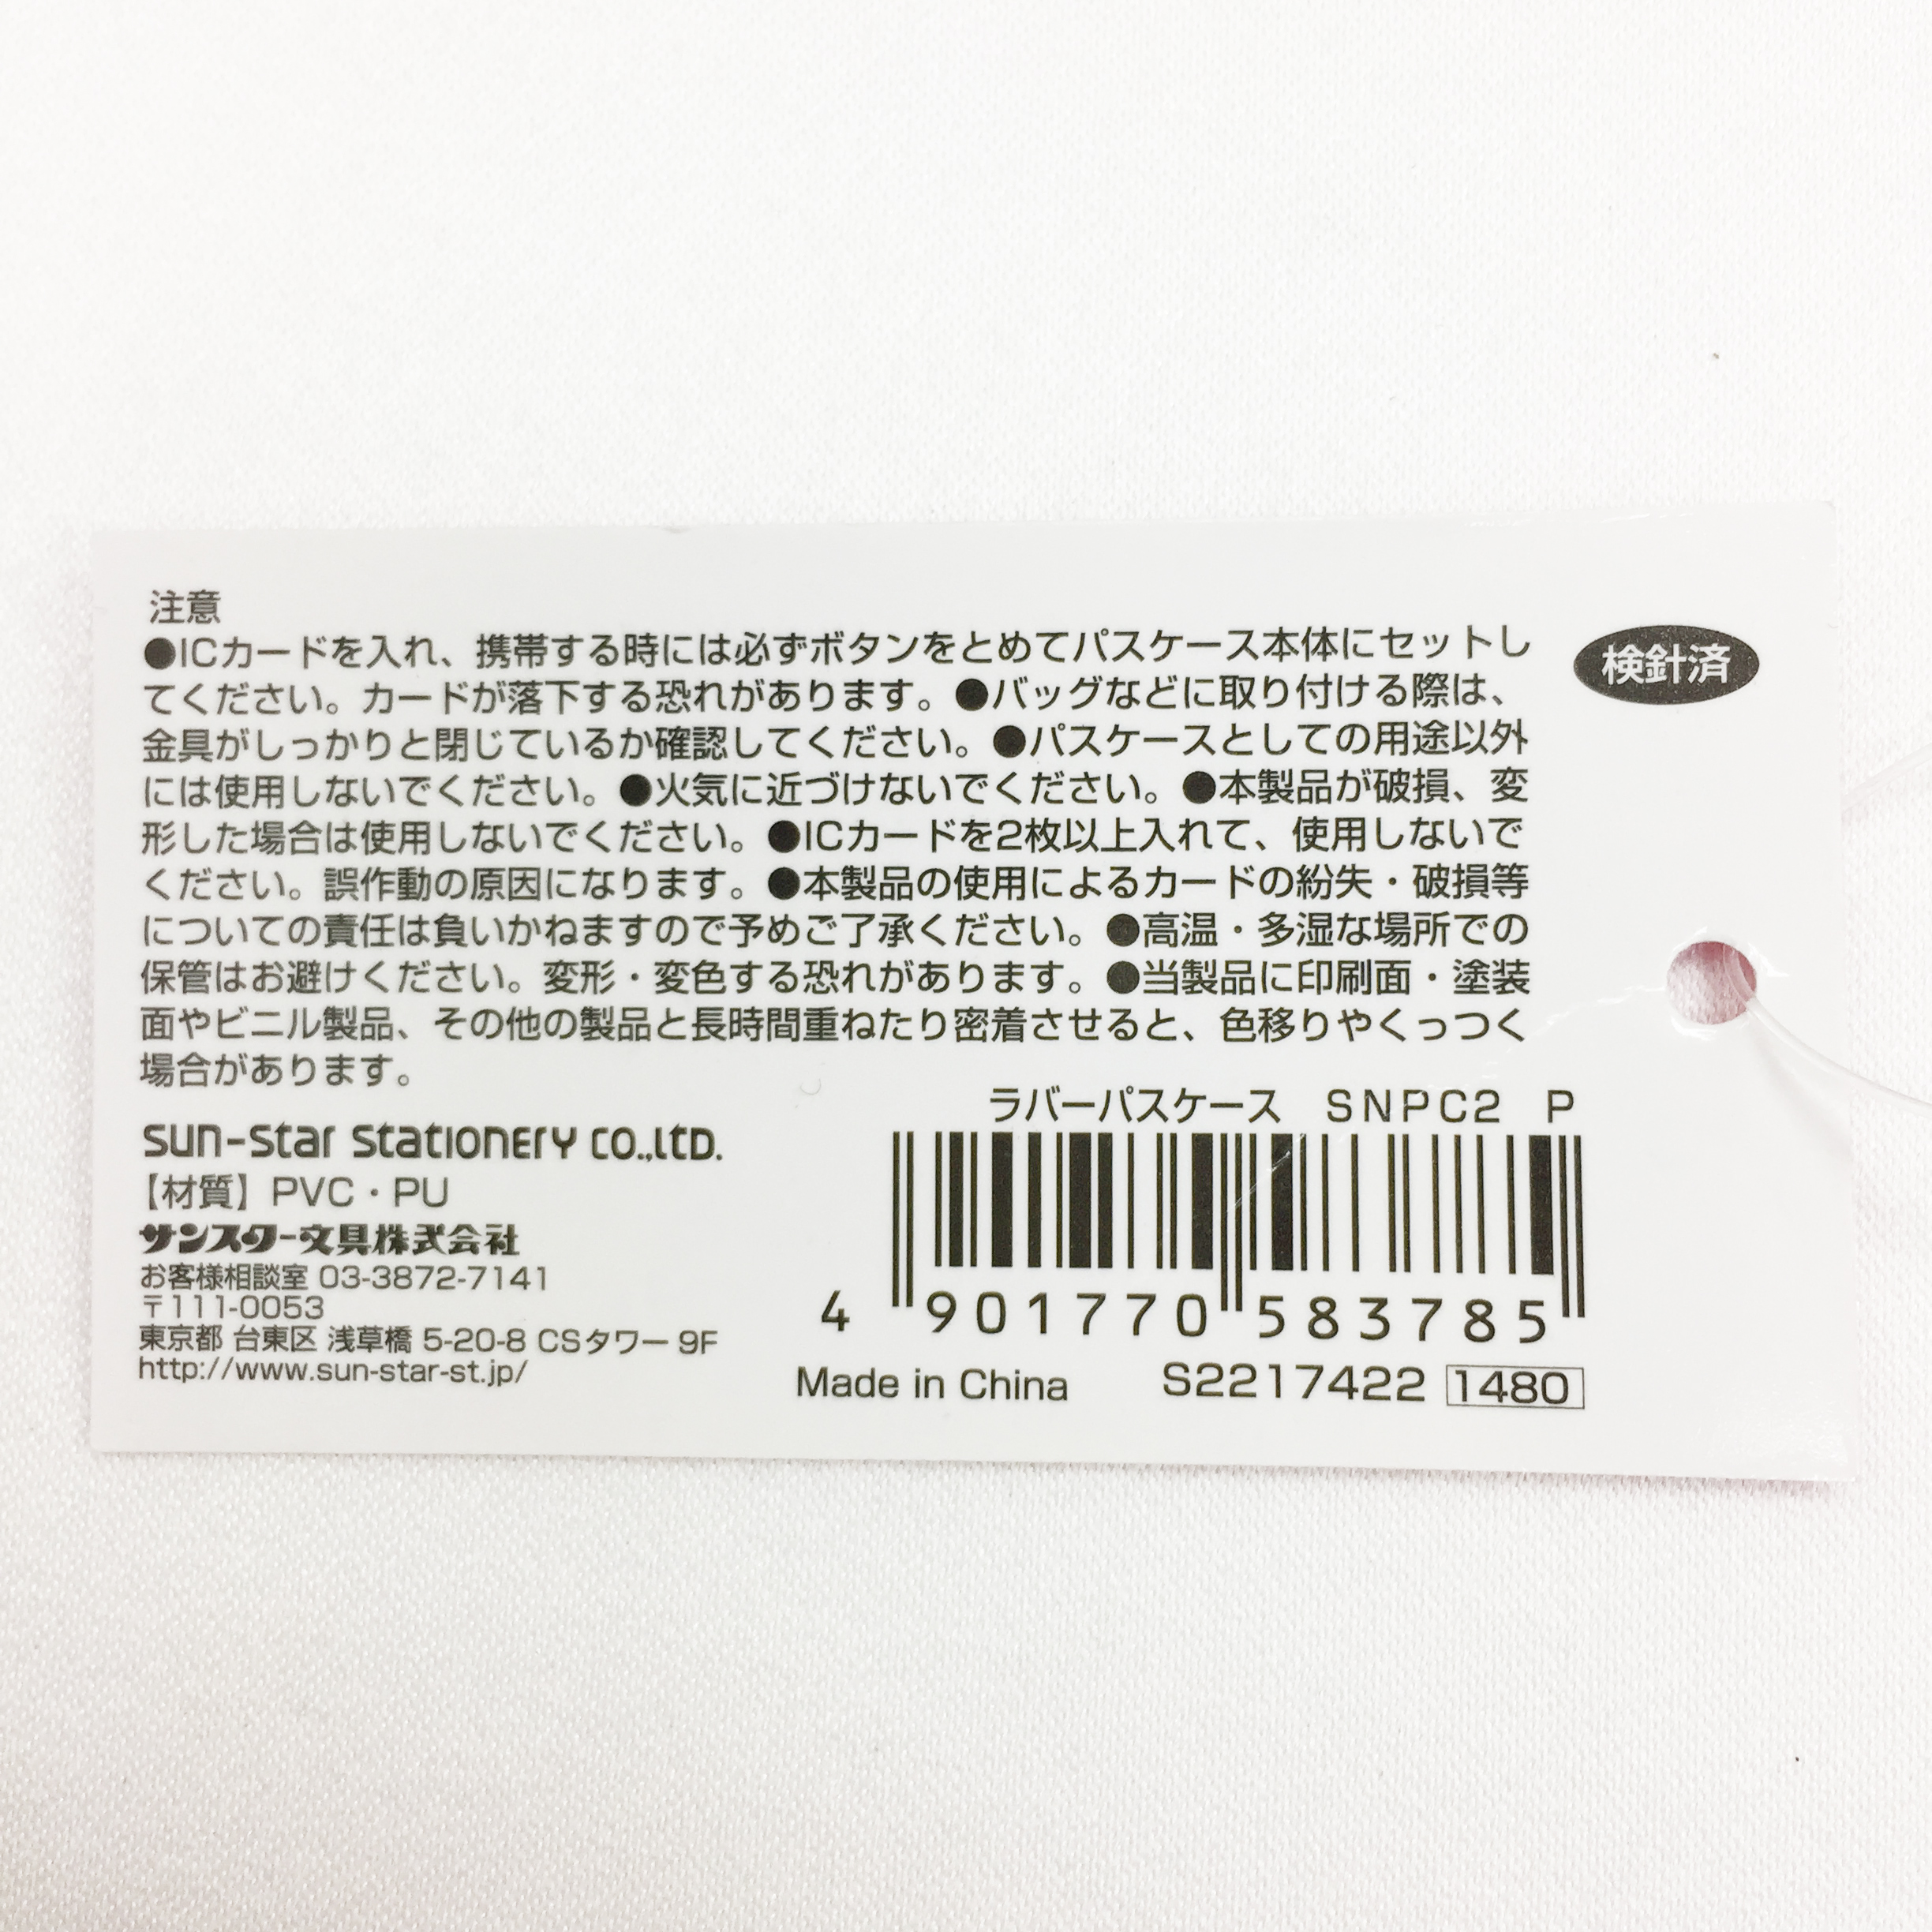 注意
●ICカードを入れ、携帯する時には必ずボタンをとめてパスケース本体にセットし
てください。カードが落下する恐れがあります。●バッグなどに取り付ける際は、
金具がしっかりと閉じているか確認してください。●パスケースとしての用途以外
には使用しないでください。●火気に近づけないでください。●本製品が破損、変
形した場合は使用しないでください。●ICカードを2枚以上入れて、使用しないで
ください。誤作動の原因になります。●本製品の使用によるカードの紛失・破損等
についての責任は負いかねますので予めご了承ください。●高温・多湿な場所での
保管はお避けください。変形・変色する恐れがあります。●当製品に印刷面・塗装
面やビニル製品、その他の製品と長時間重ねたり密着させると、色移りやくっつく
場合があります。
検針済
sun-star stationery co.,ltd.
【材質】PVC・PU
サンスター文具株式会社
お客様相談室 03-3872-7141
〒111-0053
東京都 台東区 浅草橋 5-20-8 CSタワー 9F
http://www.sun-star-st.jp/
ラバーパスケース SNPC2 P
4 901770 583785
Made in China S2217422 1480